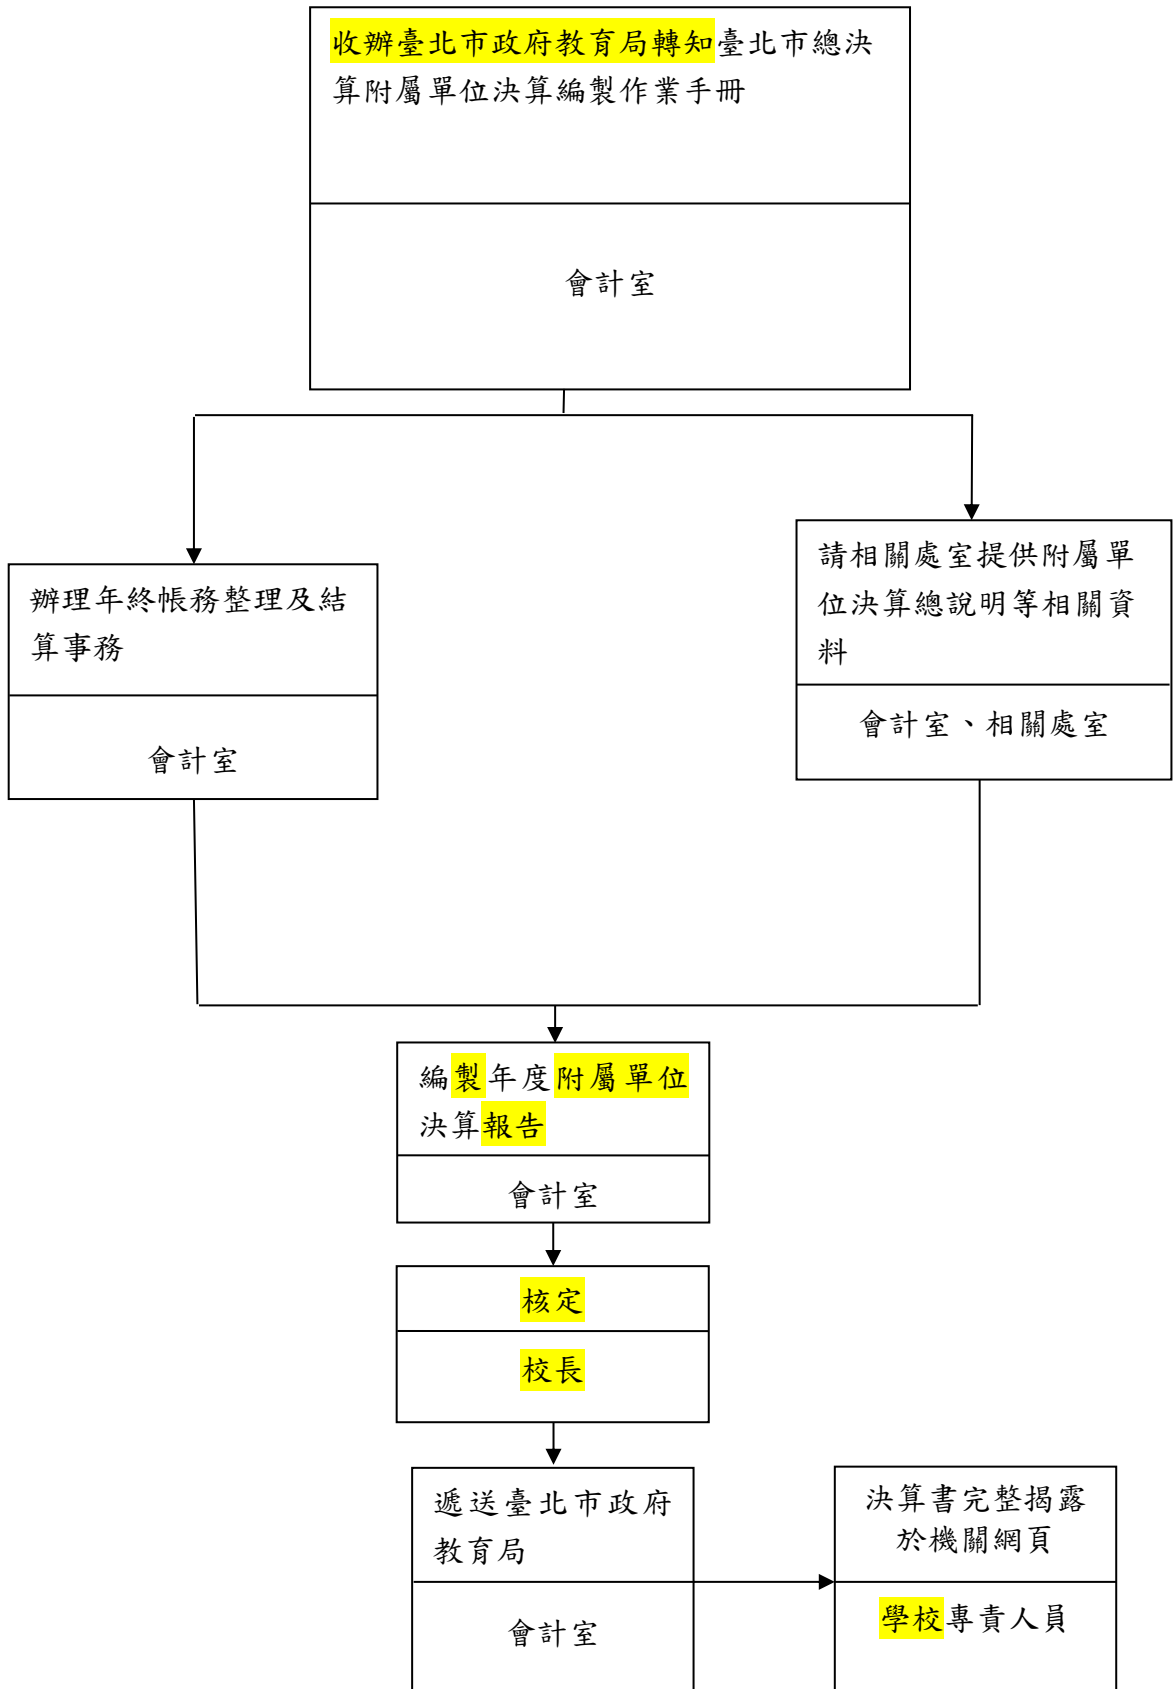 收辦臺北市政府教育局轉知臺北市總決
算附屬單位決算編製作業手冊
會計室
辦理年終帳務整理及結
算事務
會計室
請相關處室提供附屬單
位決算總說明等相關資
料
會計室、相關處室
編製年度附屬單位
決算報告
會計室
核定
校長
遞送臺北市政府
教育局
會計室
決算書完整揭露
於機關網頁
學校專責人員